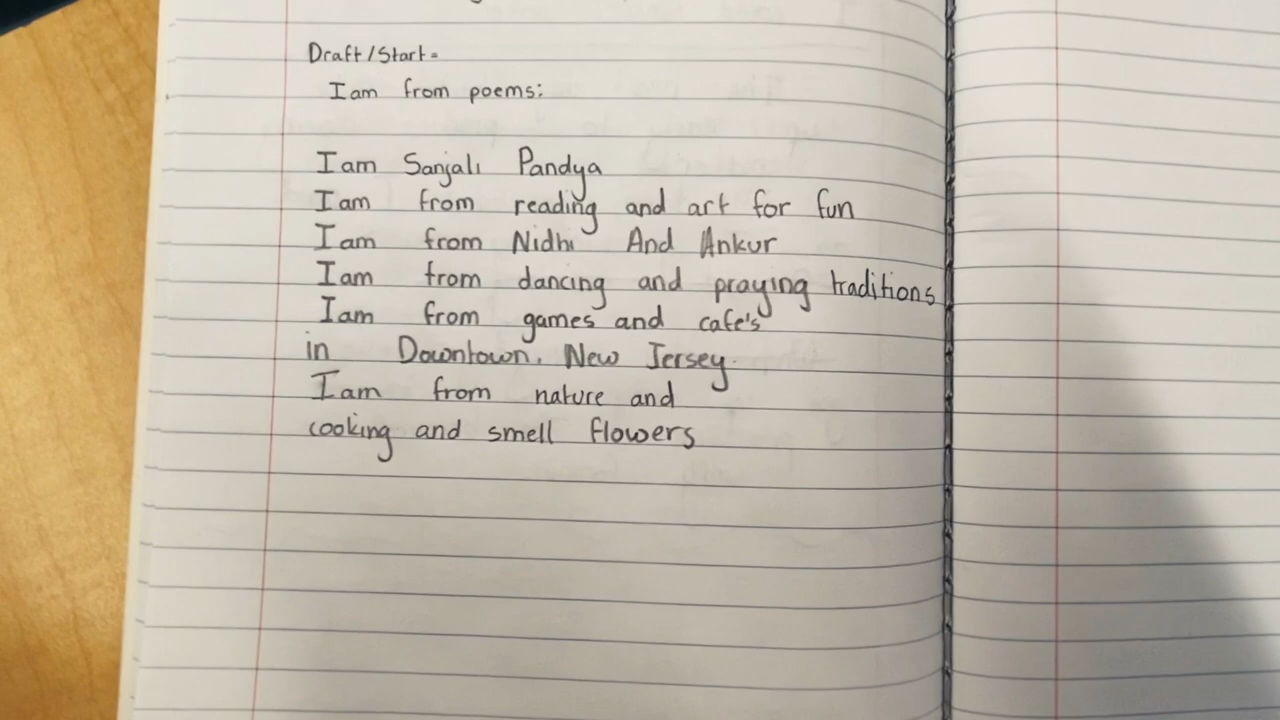 Draft/Start-
I am from poems:
I am Sanjali Pandya
I am from reading and art for fun
I am from Nidhi And Ankur
I am from dancing and praying traditions
I am from games and cafe's
in Downtown, New Jersey.
I am from nature and
cooking and smell flowers